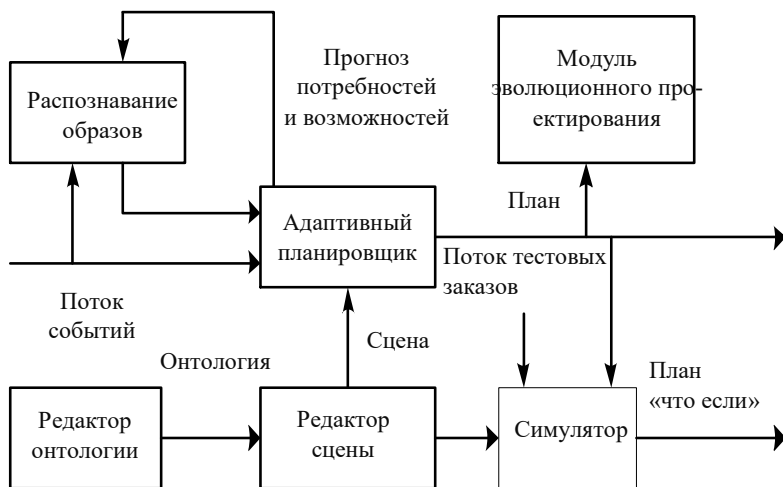 Прогноз
потребностей
и возможностей
Модуль
эволюционного про-
ектирования
Распознавание
образов
План
Адаптивный
планировщик
Поток тестовых
заказов
Поток
событий
Онтология
Сцена
План
«что если»
Редактор
онтологии
Редактор
сцены
Симулятор